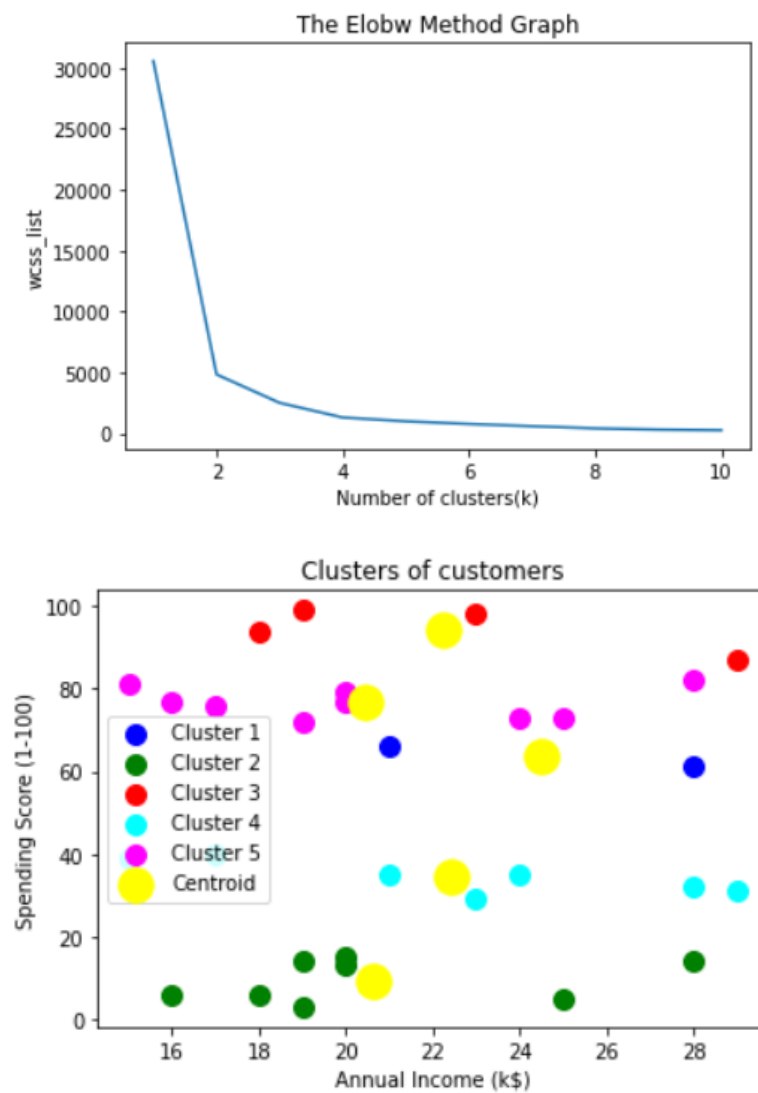 The Elobw Method Graph
30000
25000
20000
15000
10000
5000
0
wcss_list
2 4 6 8 10
Number of clusters(k)
Clusters of customers
100
80
60
40
20
0
Spending Score (1-100)
Cluster 1
Cluster 2
Cluster 3
Cluster 4
Cluster 5
Centroid
16 18 20 22 24 26 28
Annual Income (k$)